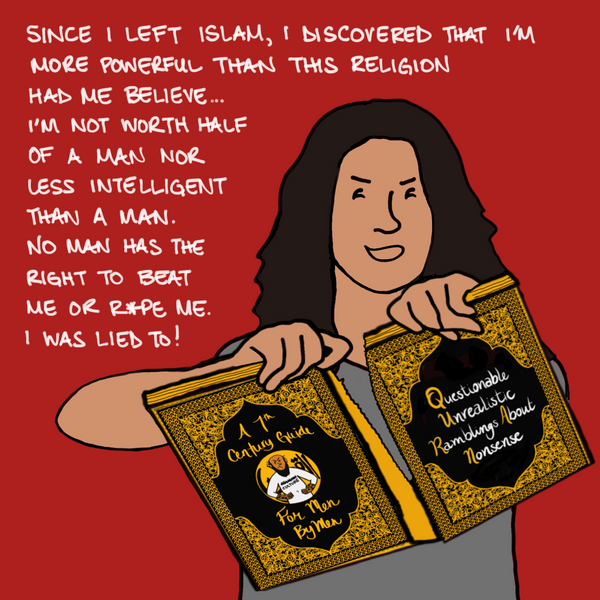 SINCE I LEFT ISLAM, I DISCOVERED THAT I'M
MORE POWERFUL THAN THIS RELIGION
HAD ME BELIEVE...
I'M NOT WORTH HALF
OF A MAN NOR
LESS INTELLIGENT
THAN A MAN.
NO MAN HAS THE
RIGHT TO BEAT
ME OR R*PE ME.
I WAS LIED TO!
A 7th
Century Guide
For Men
By Men
Questionable
Unrealistic
Ramblings About
Nonsense